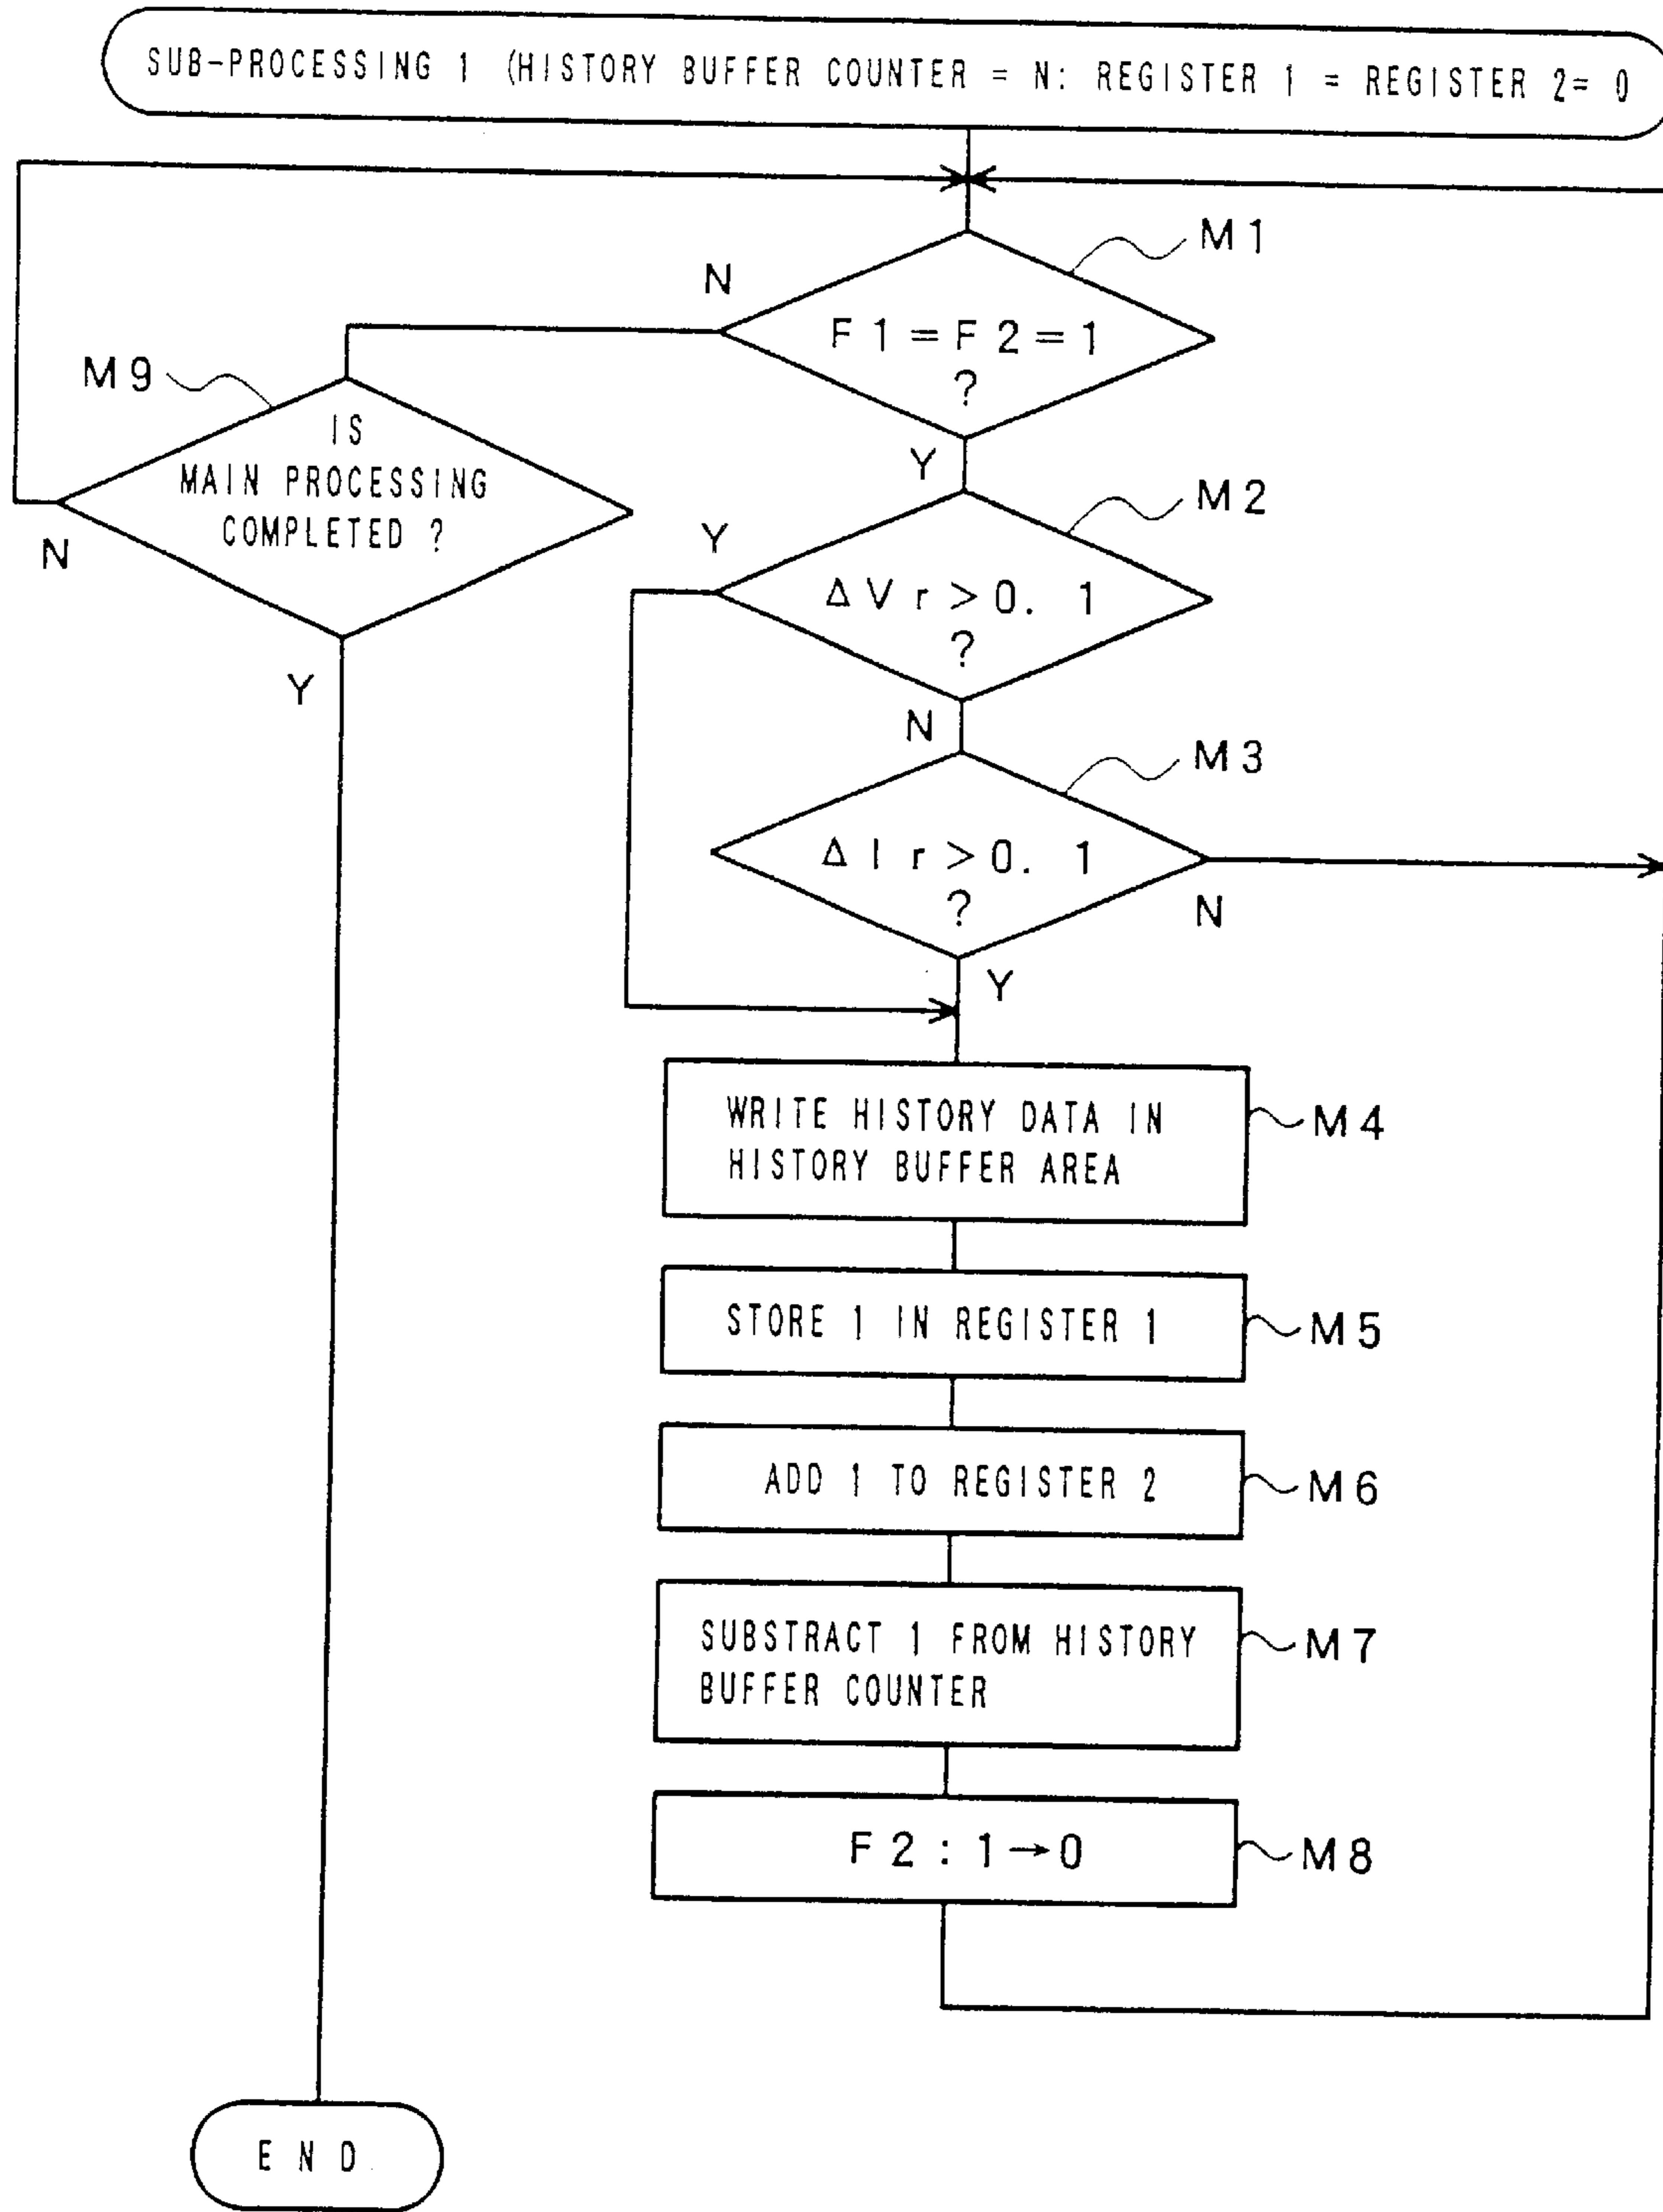 SUB-PROCESSING 1 (HISTORY BUFFER COUNTER = N: REGISTER 1 = REGISTER 2= 0
M1
N
F1=F2=1
?
Y
M9
IS
MAIN PROCESSING
COMPLETED ?
N
Y
M2
Y
ΔVr>0.1
?
N
M3
ΔIr>0.1
?
N
Y
WRITE HISTORY DATA IN
HISTORY BUFFER AREA
M4
STORE 1 IN REGISTER 1
M5
ADD 1 TO REGISTER 2
M6
SUBSTRACT 1 FROM HISTORY
BUFFER COUNTER
M7
F2:1→0
M8
END